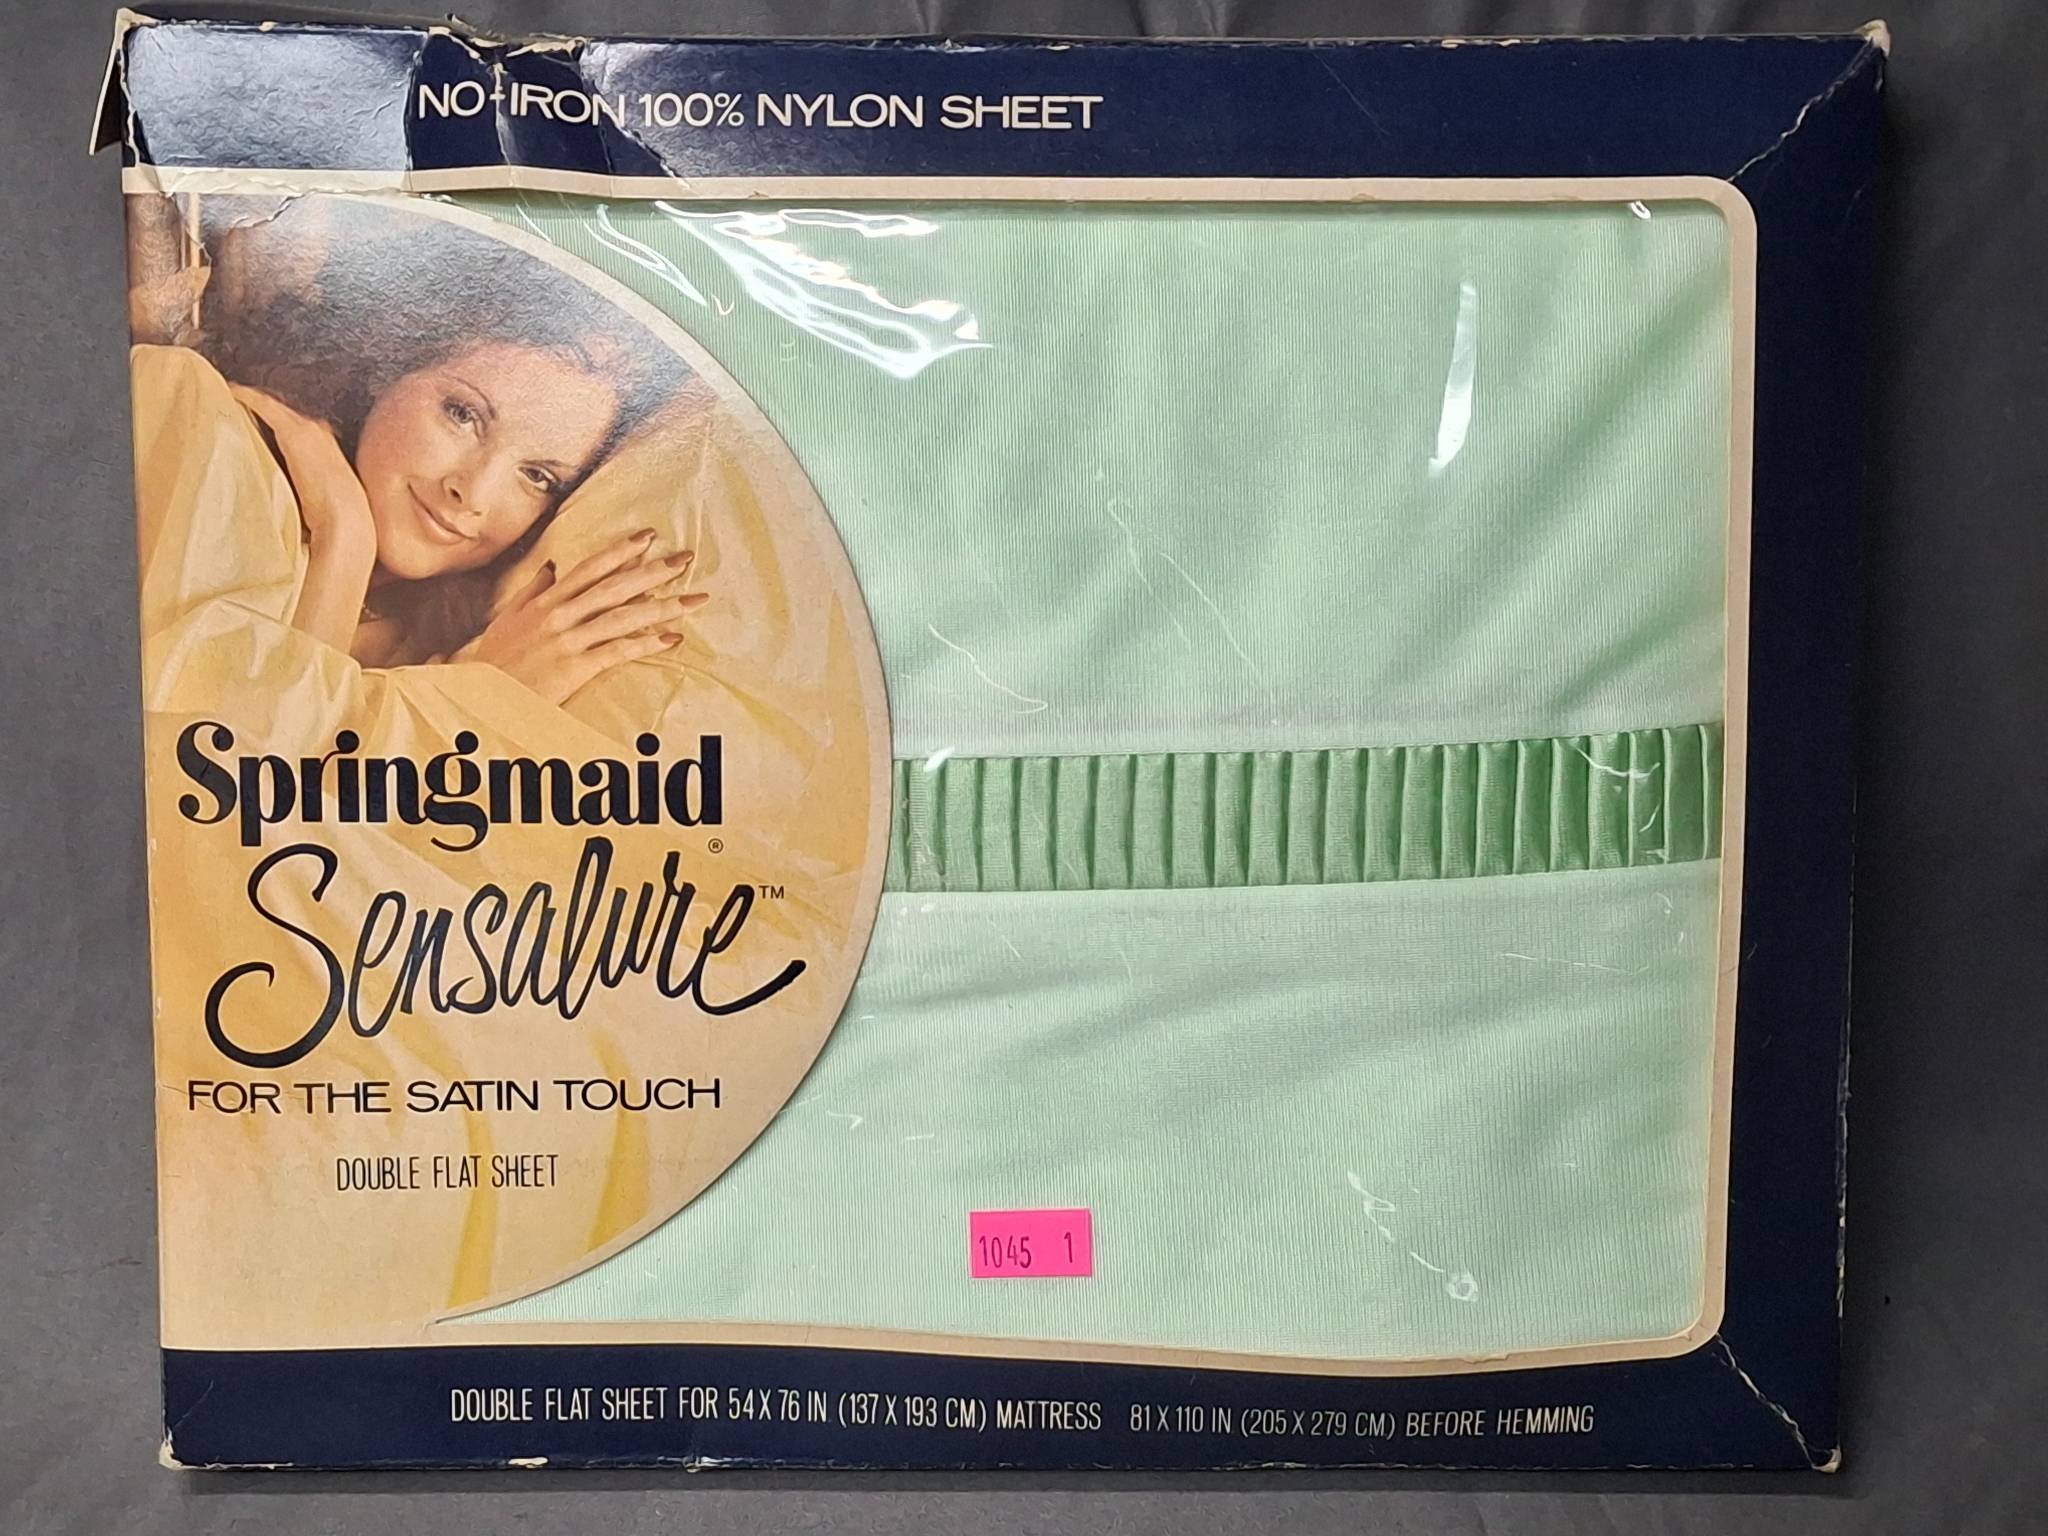 NO-IRON 100% NYLON SHEET
Springmaid®
Sensalure™
FOR THE SATIN TOUCH
DOUBLE FLAT SHEET
1045 1
DOUBLE FLAT SHEET FOR 54 X 76 IN (137 X 193 CM) MATTRESS 81 X 110 IN (205 X 279 CM) BEFORE HEMMING